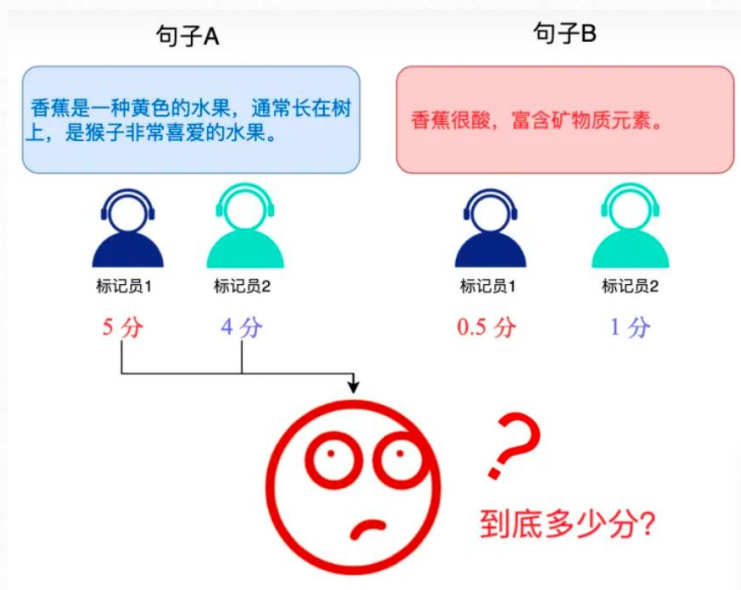 句子A
句子B
香蕉是一种黄色的水果，通常长在树
上，是猴子非常喜爱的水果。
香蕉很酸，富含矿物质元素。
标记员1
标记员2
标记员1
标记员2
5 分
4 分
0.5 分
1 分
?
到底多少分?